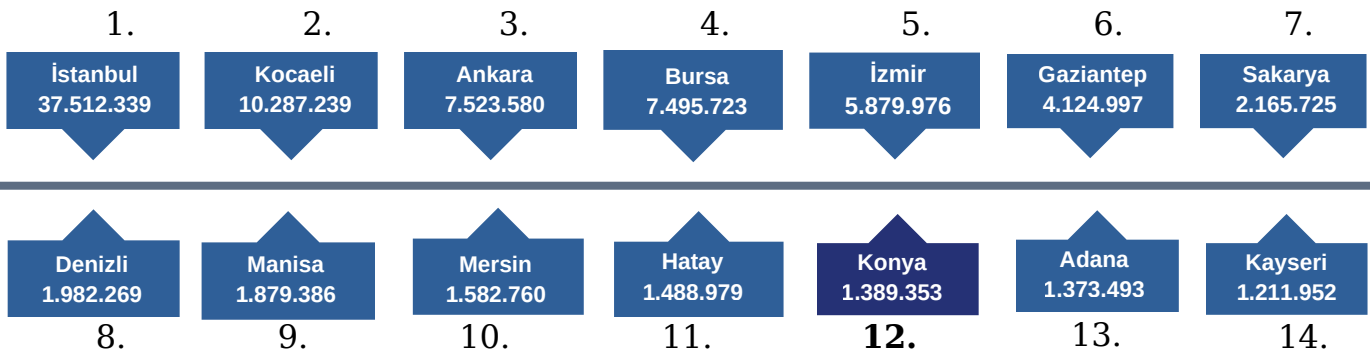 1. 2. 3. 4. 5. 6. 7.
İstanbul
37.512.339
Kocaeli
10.287.239
Ankara
7.523.580
Bursa
7.495.723
İzmir
5.879.976
Gaziantep
4.124.997
Sakarya
2.165.725
Denizli
1.982.269
Manisa
1.879.386
Mersin
1.582.760
Hatay
1.488.979
Konya
1.389.353
Adana
1.373.493
Kayseri
1.211.952
8. 9. 10. 11. 12. 13. 14.